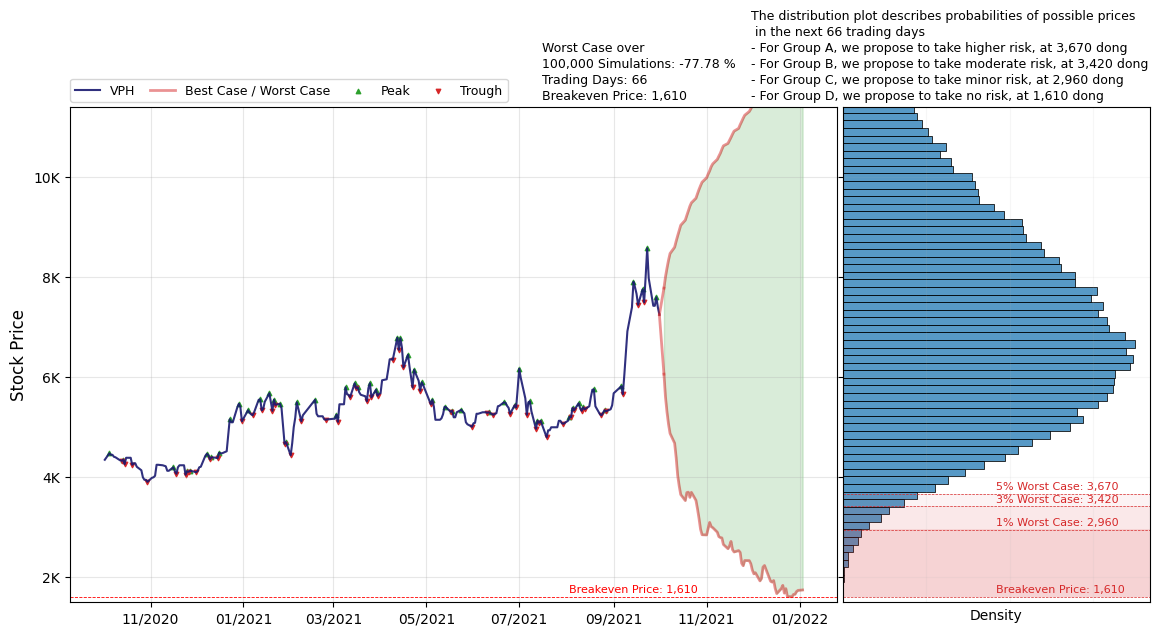 The distribution plot describes probabilities of possible prices
in the next 66 trading days
- For Group A, we propose to take higher risk, at 3,670 dong
- For Group B, we propose to take moderate risk, at 3,420 dong
- For Group C, we propose to take minor risk, at 2,960 dong
- For Group D, we propose to take no risk, at 1,610 dong
Worst Case over
100,000 Simulations: -77.78 %
Trading Days: 66
Breakeven Price: 1,610
VPH
Best Case / Worst Case
Peak
Trough
Stock Price
10K
8K
6K
4K
2K
Breakeven Price: 1,610
11/2020
01/2021
03/2021
05/2021
07/2021
09/2021
11/2021
01/2022
5% Worst Case: 3,670
3% Worst Case: 3,420
1% Worst Case: 2,960
Breakeven Price: 1,610
Density